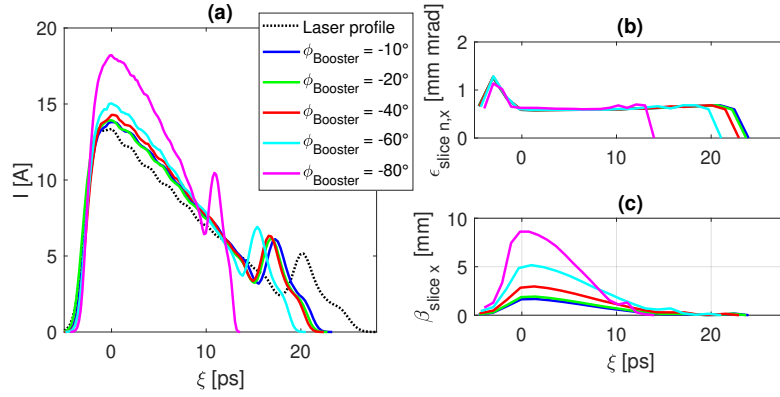 (a)
I [A]
30
25
20
15
10
5
0
0
10
20
ξ [ps]
Laser profile
ϕBooster = -10°
ϕBooster = -20°
ϕBooster = -40°
ϕBooster = -60°
ϕBooster = -80°
(b)
ϵslice n,x [mm mrad]
2
1
0
0
10
20
(c)
βslice x [mm]
10
5
0
0
10
20
ξ [ps]